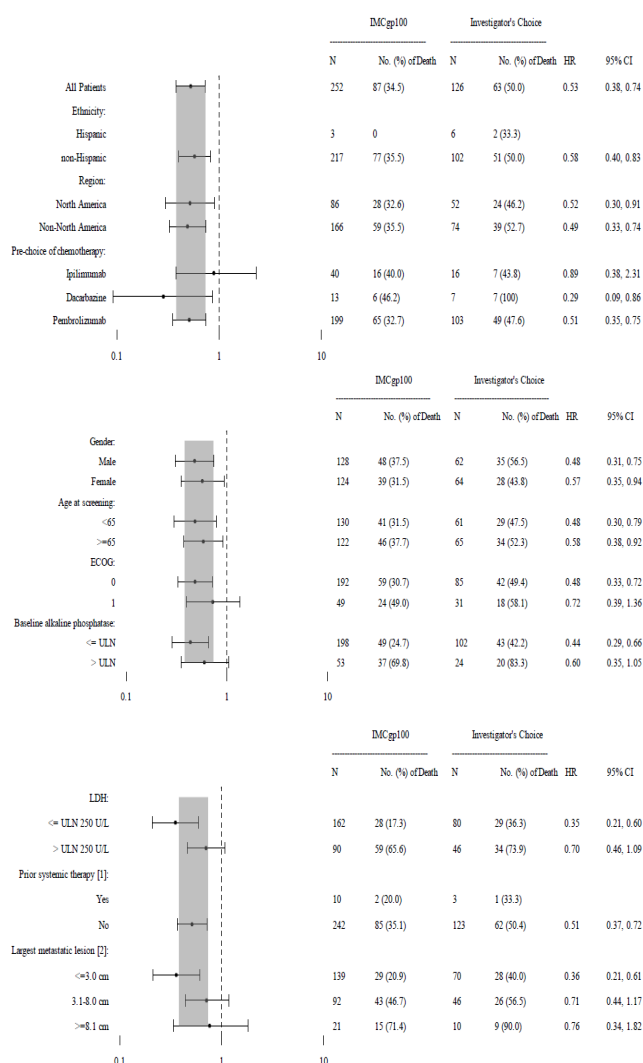 IMCgp100 Investigator's Choice
N No. (%) of Death N No. (%) of Death HR 95% CI
All Patients 252 87 (34.5) 126 63 (50.0) 0.53 0.38, 0.74
Ethnicity:
Hispanic 3 0 6 2 (33.3)
non-Hispanic 217 77 (35.5) 102 51 (50.0) 0.58 0.40, 0.83
Region:
North America 86 28 (32.6) 52 24 (46.2) 0.52 0.30, 0.91
Non-North America 166 59 (35.5) 74 39 (52.7) 0.49 0.33, 0.74
Pre-choice of chemotherapy:
Ipilimumab 40 16 (40.0) 16 7 (43.8) 0.89 0.38, 2.31
Dacarbazine 13 6 (46.2) 7 7 (100) 0.29 0.09, 0.86
Pembrolizumab 199 65 (32.7) 103 49 (47.6) 0.51 0.35, 0.75
0.1 1 10
IMCgp100 Investigator's Choice
N No. (%) of Death N No. (%) of Death HR 95% CI
Gender:
Male 128 48 (37.5) 62 35 (56.5) 0.48 0.31, 0.75
Female 124 39 (31.5) 64 28 (43.8) 0.57 0.35, 0.94
Age at screening:
<65 130 41 (31.5) 61 29 (47.5) 0.48 0.30, 0.79
>=65 122 46 (37.7) 65 34 (52.3) 0.58 0.38, 0.92
ECOG:
0 192 59 (30.7) 85 42 (49.4) 0.48 0.33, 0.72
1 49 24 (49.0) 31 18 (58.1) 0.72 0.39, 1.36
Baseline alkaline phosphatase:
<= ULN 198 49 (24.7) 102 43 (42.2) 0.44 0.29, 0.66
> ULN 53 37 (69.8) 24 20 (83.3) 0.60 0.35, 1.05
0.1 1 10
IMCgp100 Investigator's Choice
N No. (%) of Death N No. (%) of Death HR 95% CI
LDH:
<= ULN 250 U/L 162 28 (17.3) 80 29 (36.3) 0.35 0.21, 0.60
> ULN 250 U/L 90 59 (65.6) 46 34 (73.9) 0.70 0.46, 1.09
Prior systemic therapy [1]:
Yes 10 2 (20.0) 3 1 (33.3)
No 242 85 (35.1) 123 62 (50.4) 0.51 0.37, 0.72
Largest metastatic lesion [2]:
<=3.0 cm 139 29 (20.9) 70 28 (40.0) 0.36 0.21, 0.61
3.1-8.0 cm 92 43 (46.7) 46 26 (56.5) 0.71 0.44, 1.17
>=8.1 cm 21 15 (71.4) 10 9 (90.0) 0.76 0.34, 1.82
0.1 1 10